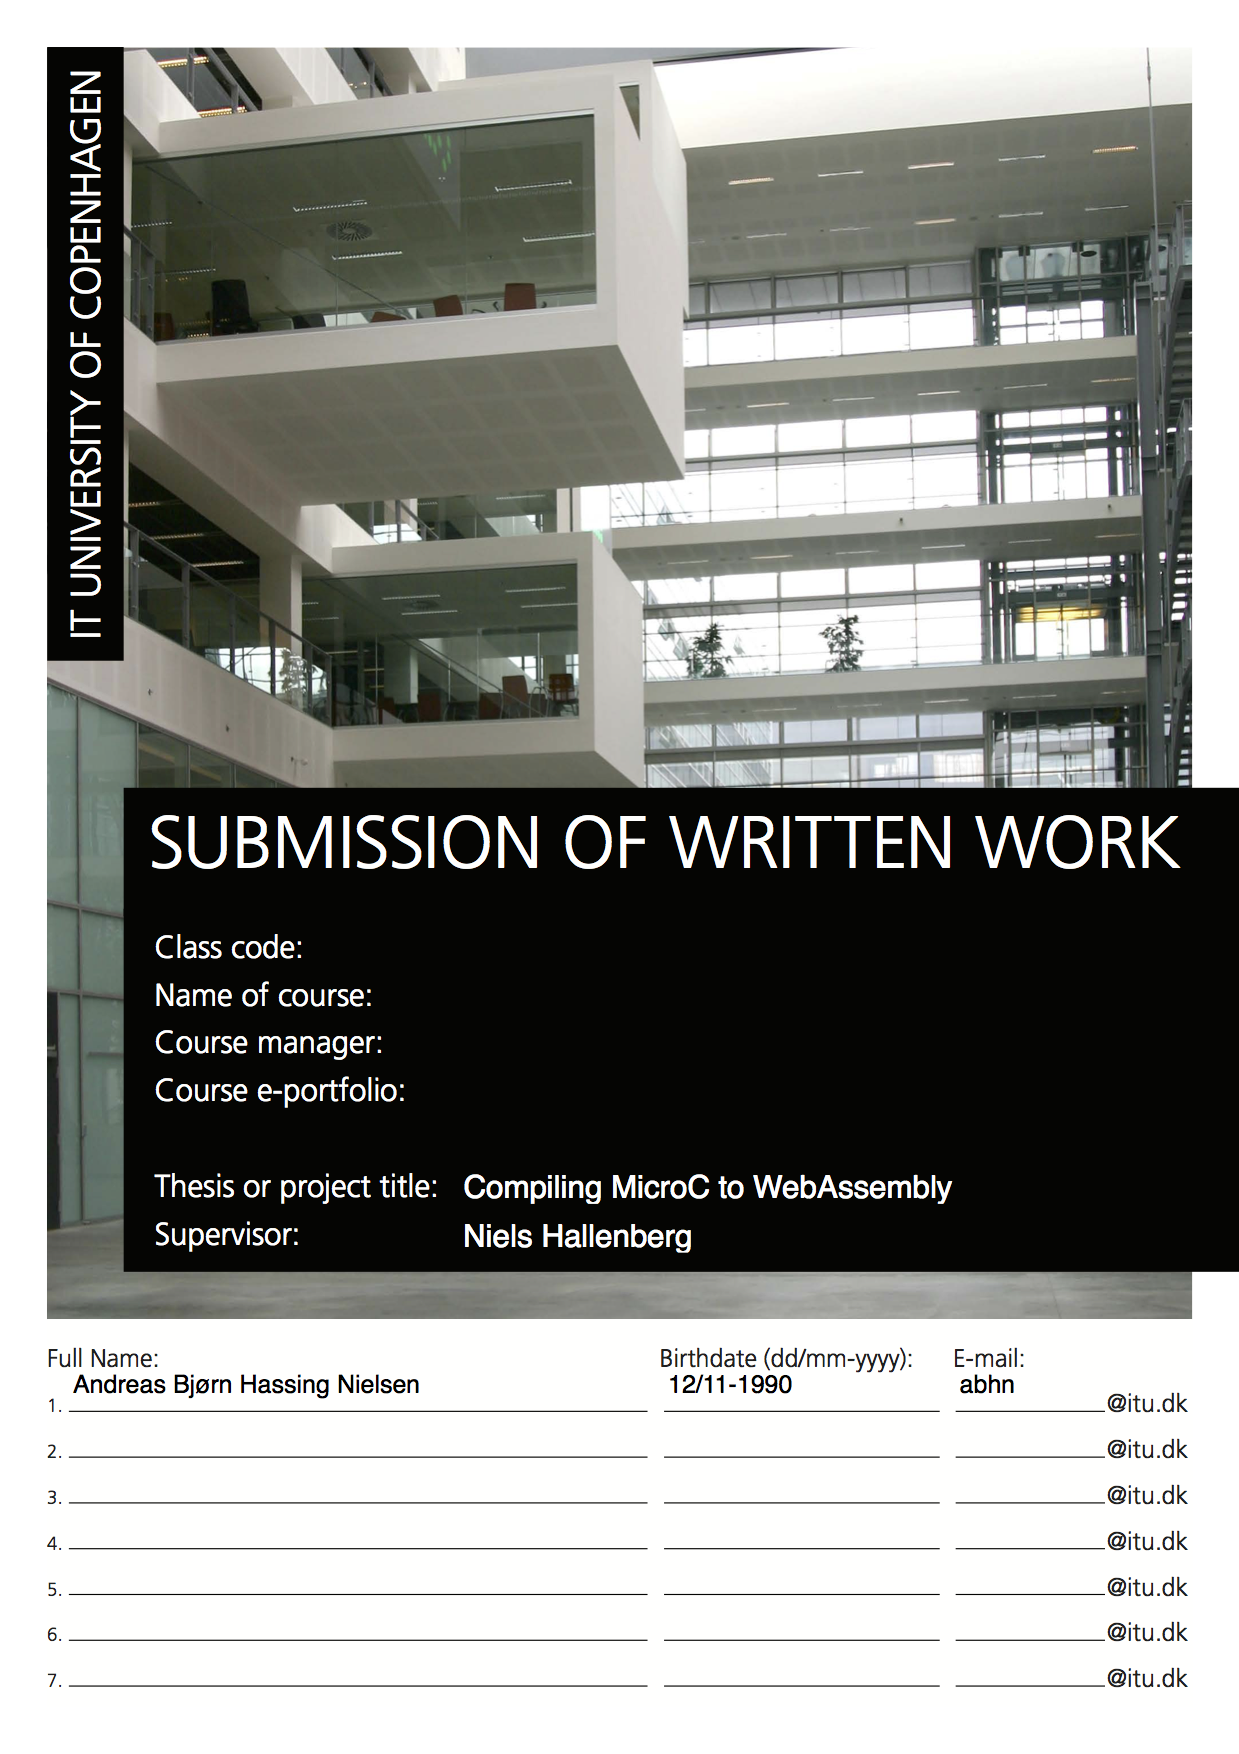 IT UNIVERSITY OF COPENHAGEN
SUBMISSION OF WRITTEN WORK
Class code:
Name of course:
Course manager:
Course e-portfolio:
Thesis or project title: Compiling MicroC to WebAssembly
Supervisor: Niels Hallenberg
Full Name: Birthdate (dd/mm-yyyy): E-mail:
1. Andreas Bjørn Hassing Nielsen 12/11-1990 abhn @itu.dk
2. @itu.dk
3. @itu.dk
4. @itu.dk
5. @itu.dk
6. @itu.dk
7. @itu.dk